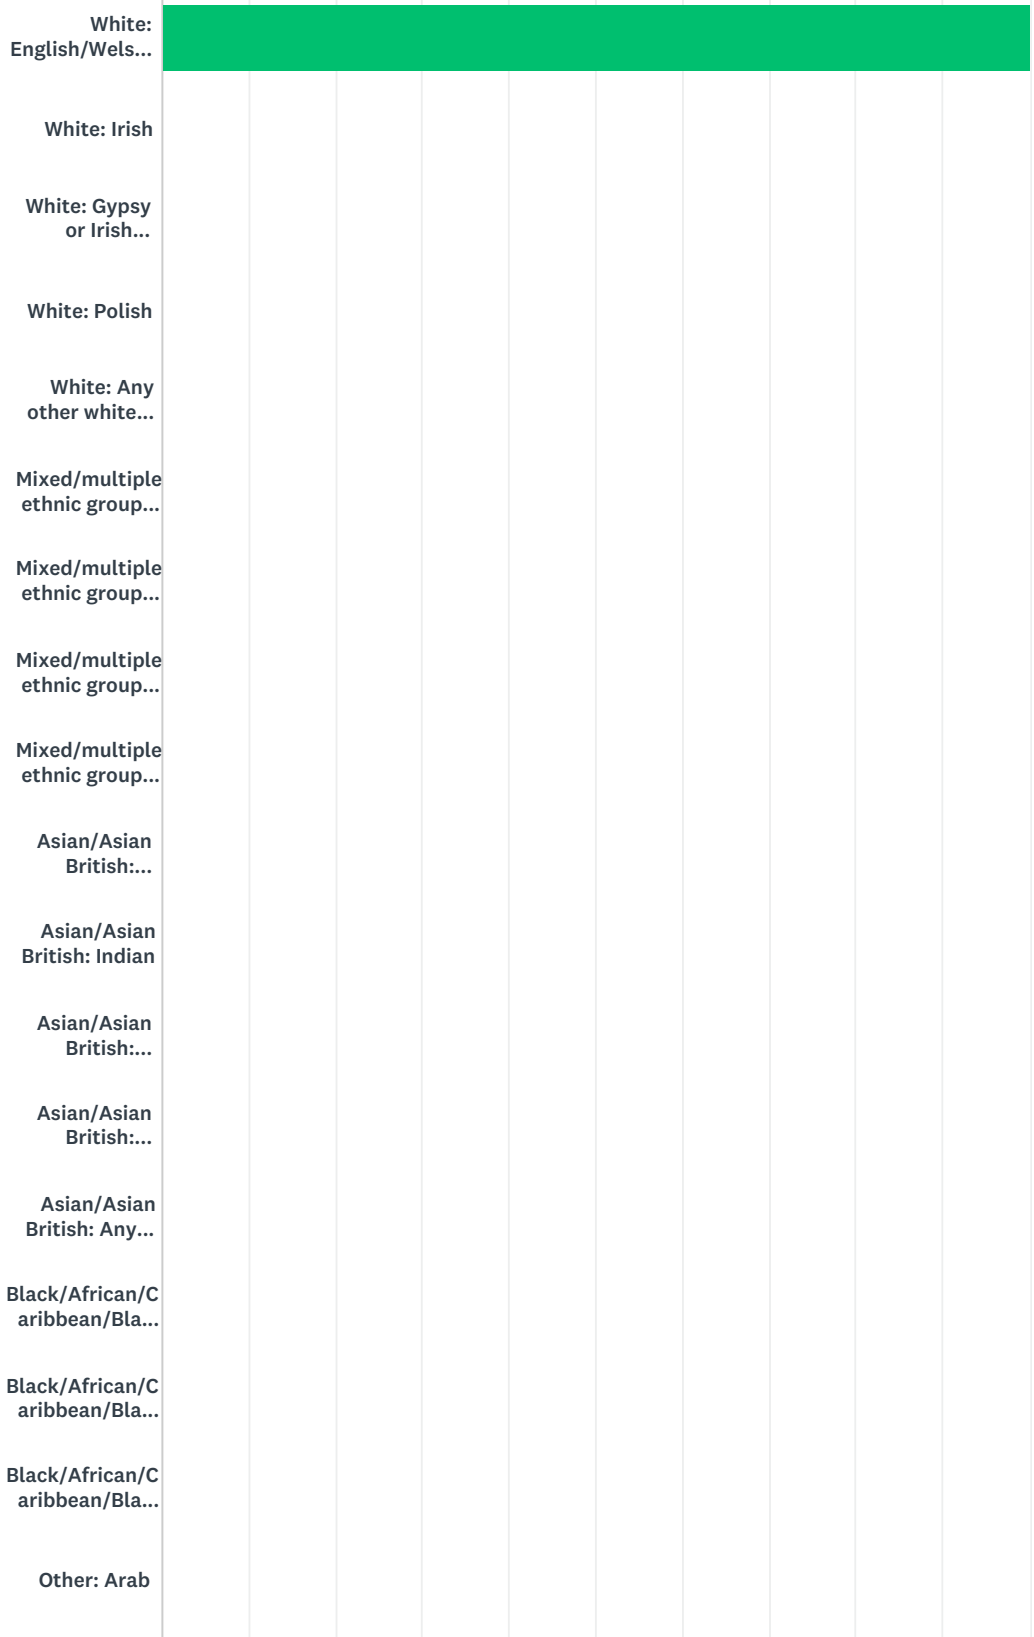 White:
English/Wels...
White: Irish
White: Gypsy
or Irish...
White: Polish
White: Any
other white...
Mixed/multiple
ethnic group...
Mixed/multiple
ethnic group...
Mixed/multiple
ethnic group...
Mixed/multiple
ethnic group...
Asian/Asian
British:...
Asian/Asian
British: Indian
Asian/Asian
British:...
Asian/Asian
British:...
Asian/Asian
British: Any...
Black/African/C
aribbean/Bla...
Black/African/C
aribbean/Bla...
Black/African/C
aribbean/Bla...
Other: Arab